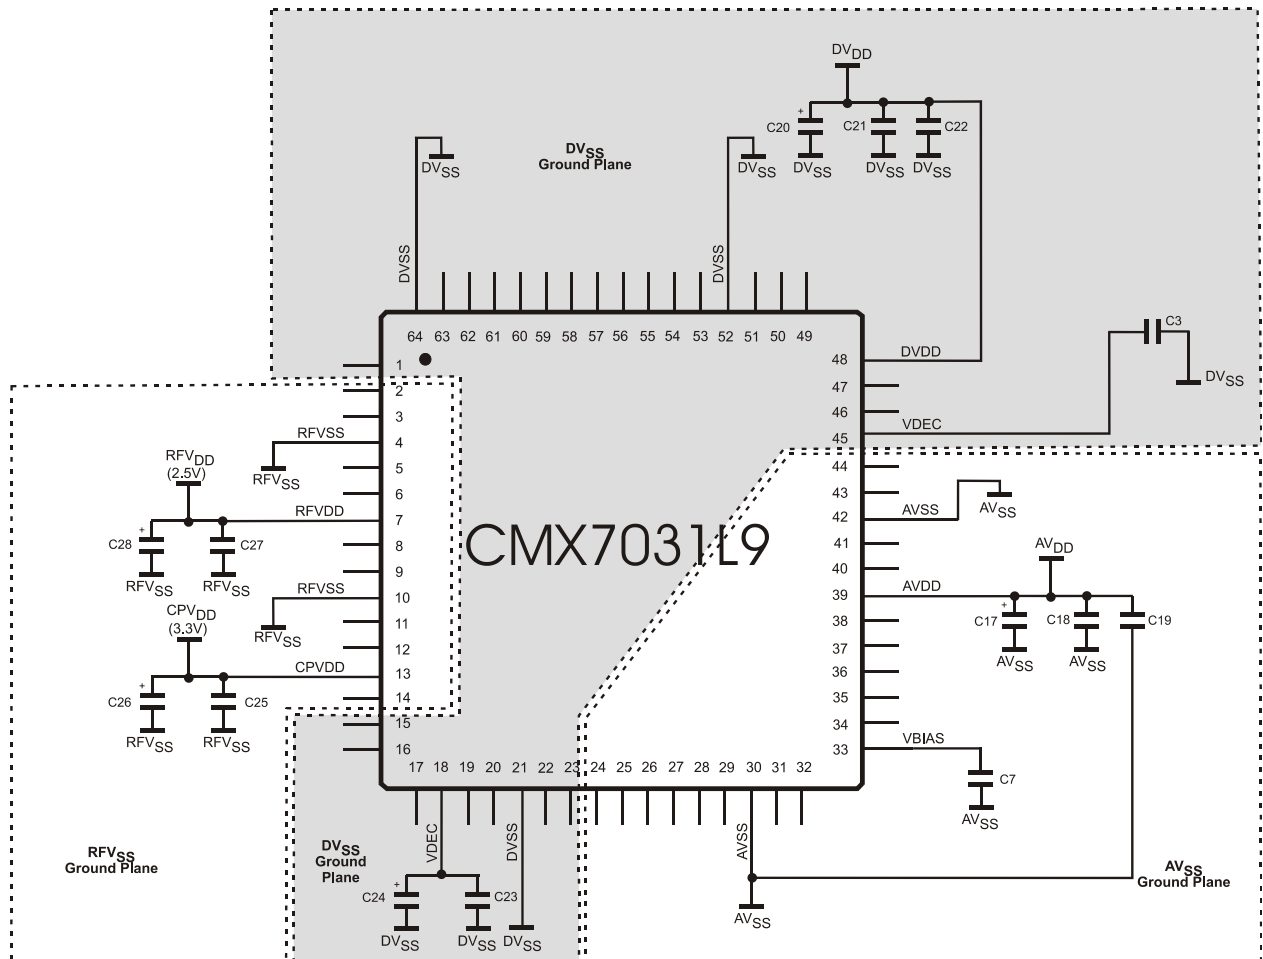 DVDD
+
C20
C21
C22
DVSS
DVSS
DVSS
DVSS
DVSS
DVSS
Ground Plane
DVSS
DVSS
C3
DVSS
64 63 62 61 60 59 58 57 56 55 54 53 52 51 50 49
1
2
3
4
5
6
7
8
9
10
11
12
13
14
15
16
48
47
46
45
44
43
42
41
40
39
38
37
36
35
34
33
DVDD
VDEC
AVSS
AVSS
AVDD
AVDD
+
C17
C18
C19
AVSS
AVSS
VBIAS
C7
AVSS
RFVSS
RFVSS
RFVDD
(2.5V)
RFVDD
+
C28
C27
RFVSS
RFVSS
RFVSS
RFVSS
CPVDD
(3.3V)
CPVDD
+
C26
C25
RFVSS
RFVSS
CMX7031L9
17 18 19 20 21 22 23 24 25 26 27 28 29 30 31 32
VDEC
DVSS
AVSS
RFVSS
Ground Plane
DVSS
Ground
Plane
+
C24
C23
DVSS
DVSS
DVSS
AVSS
AVSS
Ground Plane